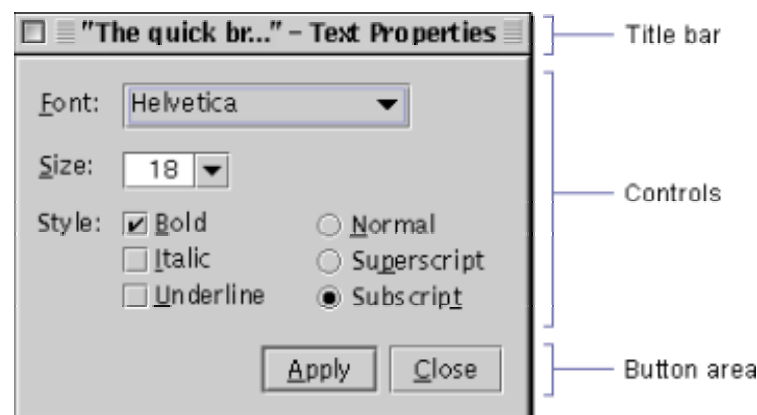 "The quick br..." – Text Properties
Title bar
Font: Helvetica
Size: 18
Controls
Style: Bold Normal
Italic Superscript
Underline Subscript
Apply Close
Button area